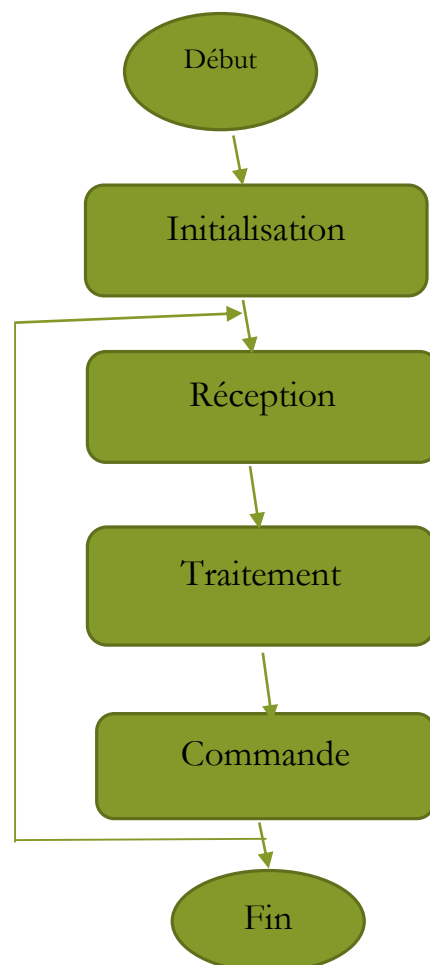 Début
Initialisation
Réception
Traitement
Commande
Fin